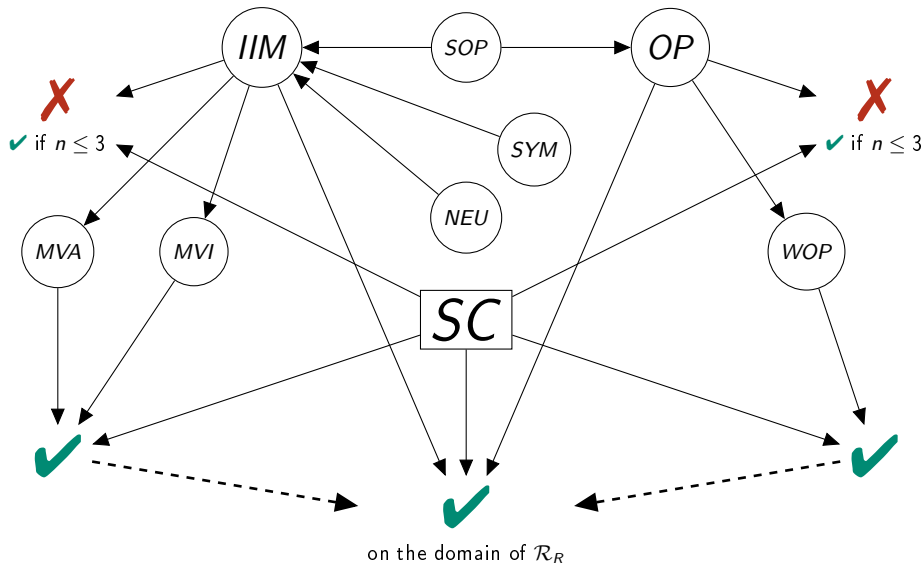 IIM
SOP
OP
✗
✗
✔ if n ≤ 3
✔ if n ≤ 3
SYM
NEU
MVA
MVI
WOP
SC
✔
✔
✔
on the domain of ℛ_R